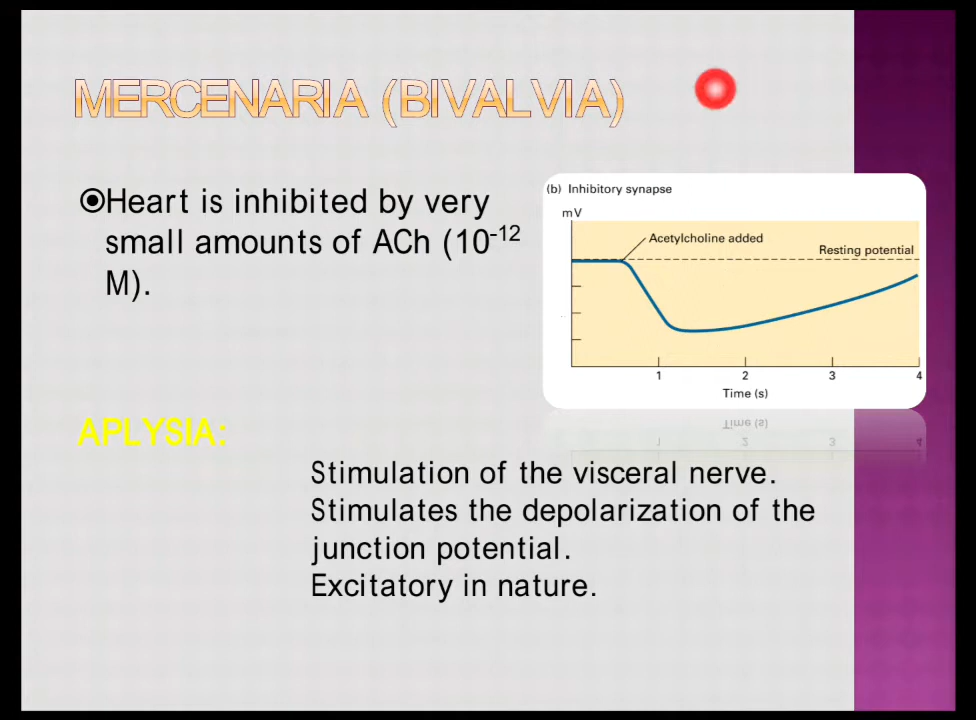 MERCENARIA (BIVALVIA)
Heart is inhibited by very
small amounts of ACh (10⁻¹²
M).
(b) Inhibitory synapse
mV
Acetylcholine added
Resting potential
1 2 3 4
Time (s)
APLYSIA:
Stimulation of the visceral nerve.
Stimulates the depolarization of the
junction potential.
Excitatory in nature.